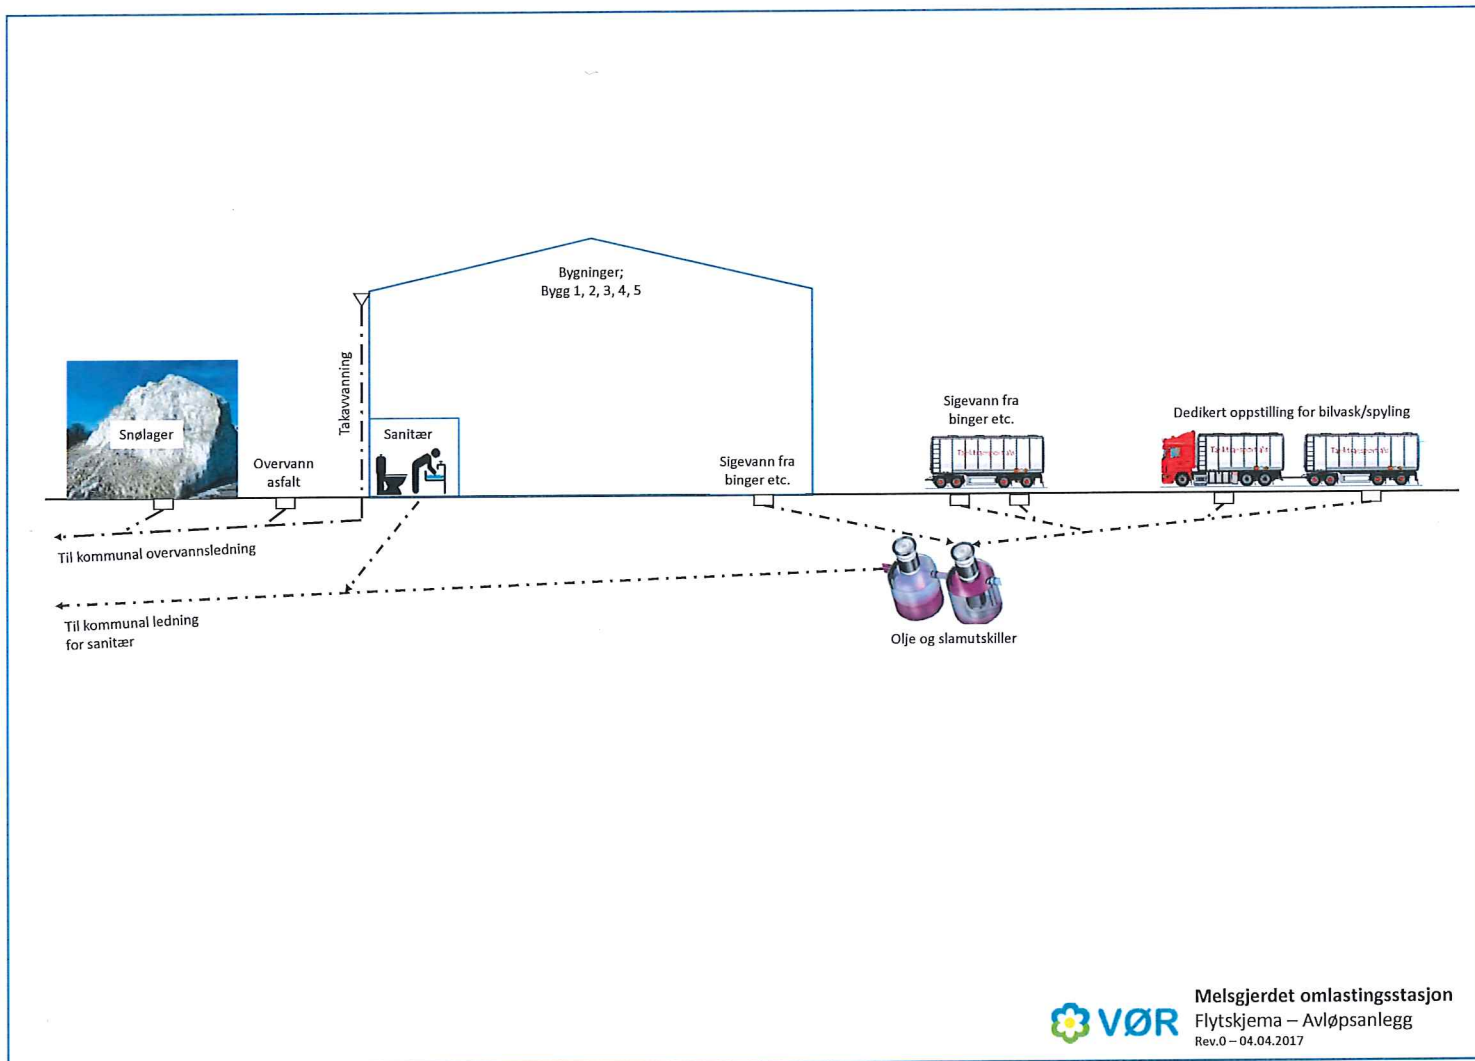 Bygninger;
Bygg 1, 2, 3, 4, 5
Takavvanning
Snølager
Overvann
asfalt
Sanitær
Sigevann fra
binger etc.
Sigevann fra
binger etc.
Dedikert oppstilling for bilvask/spyling
Til kommunal overvannsledning
Til kommunal ledning
for sanitær
Olje og slamutskiller
VØR
Melsgjerdet omlastingsstasjon
Flytskjema – Avløpsanlegg
Rev.0 – 04.04.2017